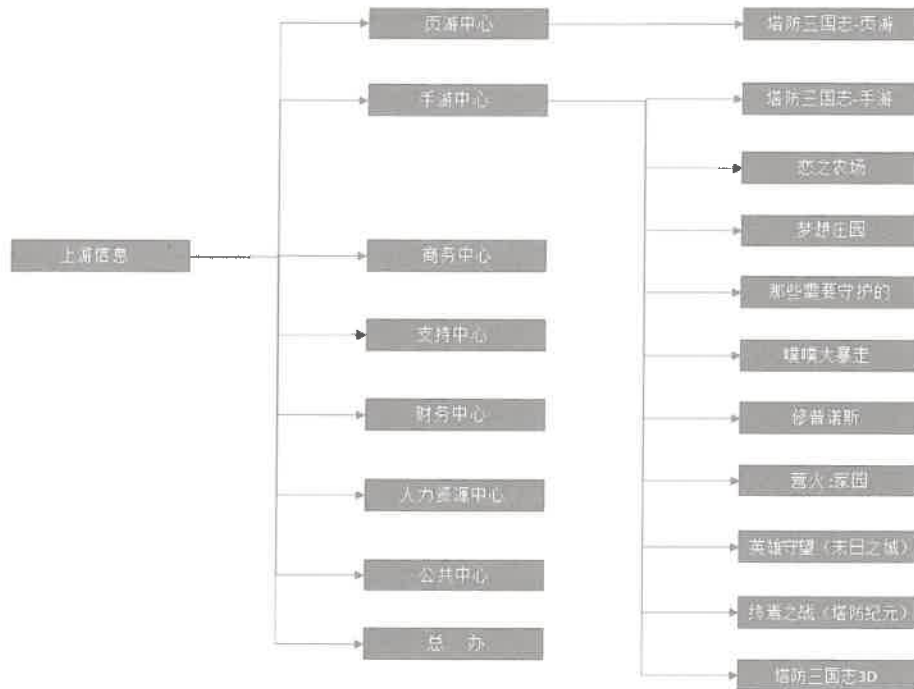 页游中心
塔防三国志-页游
手游中心
塔防三国志-手游
恋之农场
梦想庄园
上游信息
商务中心
那些需要守护的
支持中心
噗噗大暴走
财务中心
修普诺斯
人力资源中心
萤火:家园
英雄守望（末日之城）
公共中心
终焉之战（塔防纪元）
总 办
塔防三国志3D